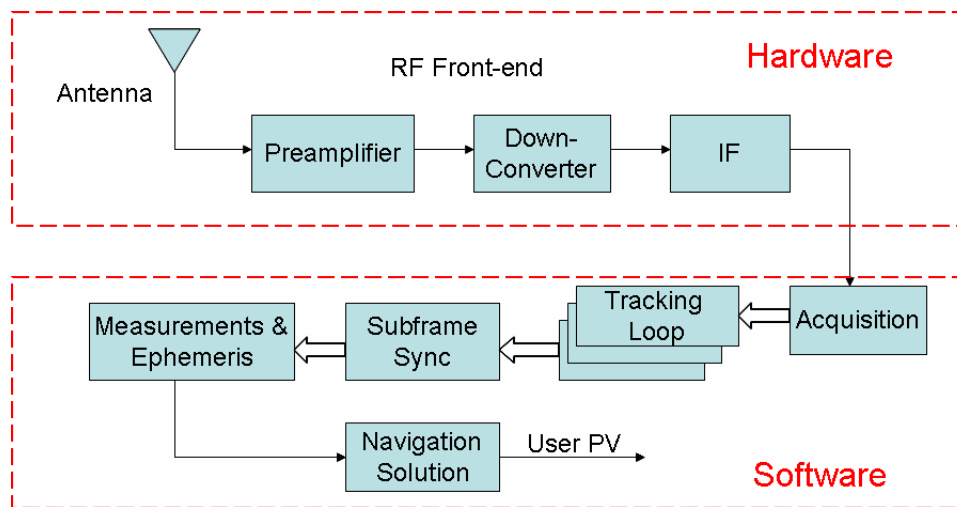 Hardware
RF Front-end
Antenna
Preamplifier
Down-
Converter
IF
Tracking
Loop
Acquisition
Measurements &
Ephemeris
Subframe
Sync
Navigation
Solution
User PV
Software